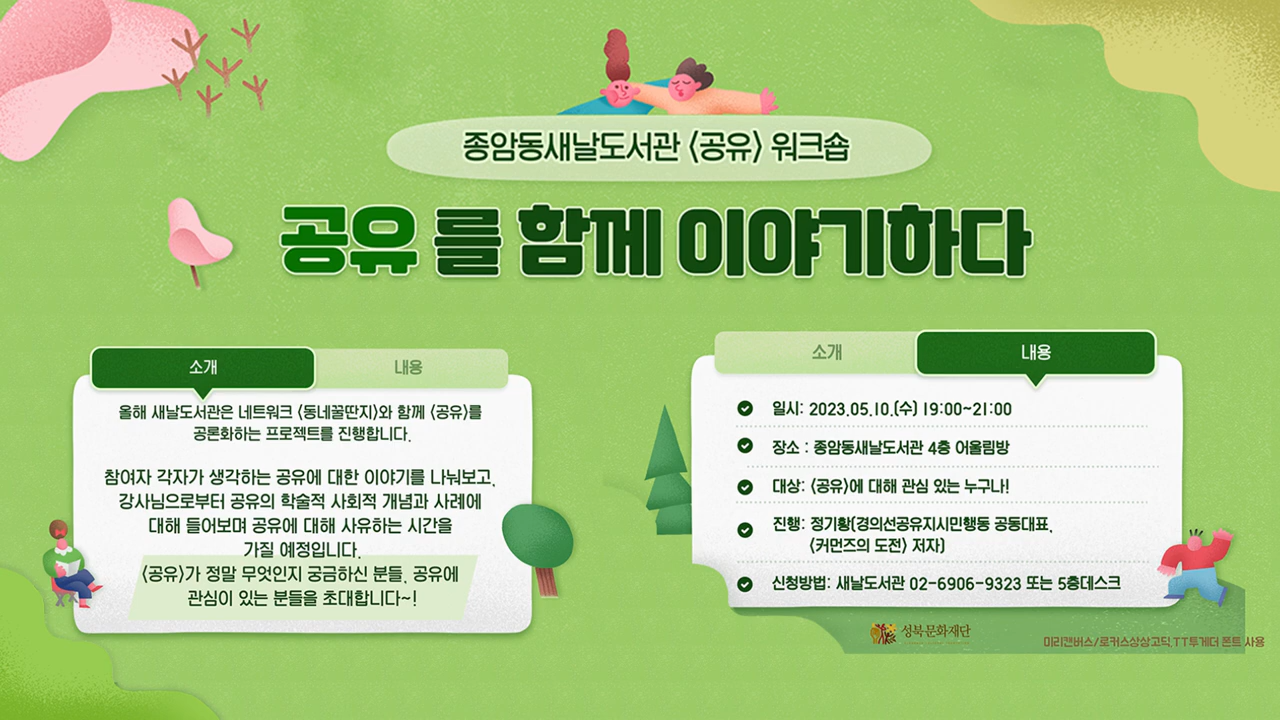 종암동새날도서관 〈공유〉 워크숍
공유를 함께 이야기하다
소개
내용
올해 새날도서관은 네트워크 〈동네꿀딴지〉와 함께 〈공유〉를
공론화하는 프로젝트를 진행합니다.
참여자 각자가 생각하는 공유에 대한 이야기를 나눠보고,
강사님으로부터 공유의 학술적 사회적 개념과 사례에
대해 들어보며 공유에 대해 사유하는 시간을
가질 예정입니다.
〈공유〉가 정말 무엇인지 궁금하신 분들, 공유에
관심이 있는 분들을 초대합니다~!
소개
내용
일시: 2023.05.10.(수) 19:00~21:00
장소 : 종암동새날도서관 4층 어울림방
대상: 〈공유〉에 대해 관심 있는 누구나!
진행: 정기황(경의선공유지시민행동 공동대표,
〈커먼즈의 도전〉 저자)
신청방법: 새날도서관 02-6906-9323 또는 5층데스크
성북문화재단
미리캔버스/로커스상상고딕,TT투게더 폰트 사용